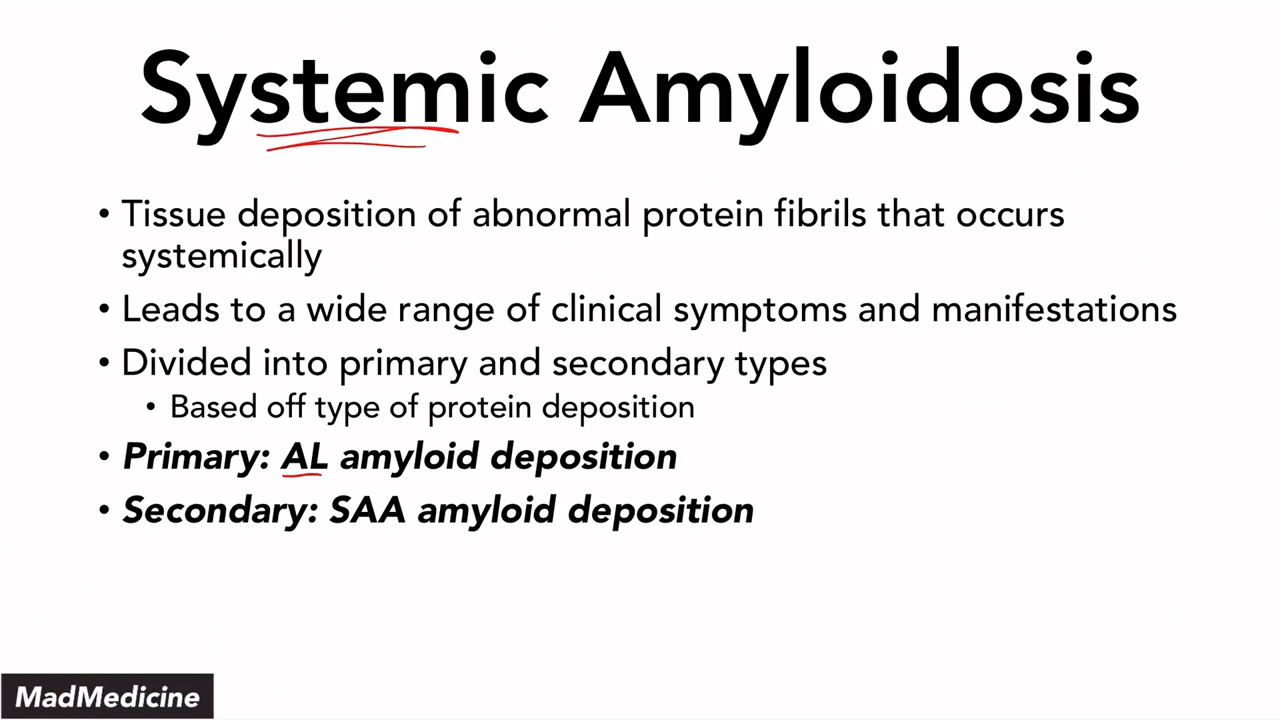 Systemic Amyloidosis
• Tissue deposition of abnormal protein fibrils that occurs
systemically
• Leads to a wide range of clinical symptoms and manifestations
• Divided into primary and secondary types
• Based off type of protein deposition
• Primary: AL amyloid deposition
• Secondary: SAA amyloid deposition
MadMedicine